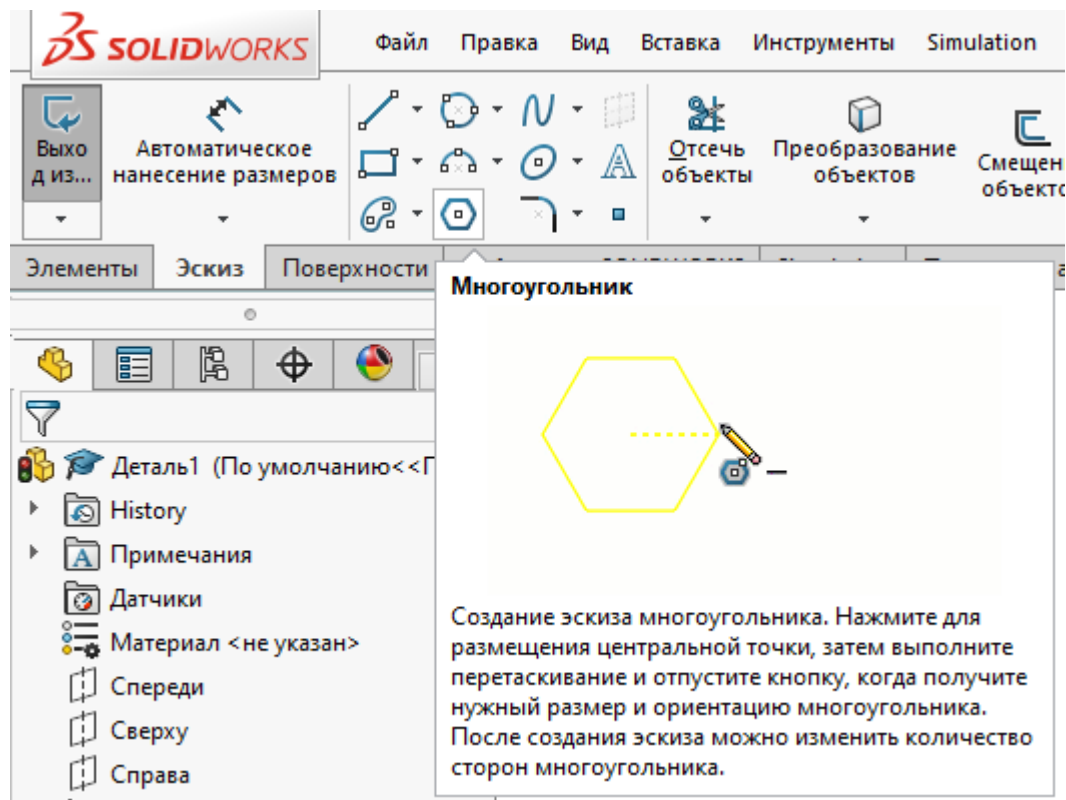 SOLIDWORKS Файл Правка Вид Вставка Инструменты Simulation
Выхо
д из...
Автоматическое
нанесение размеров
Отсечь
объекты
Преобразование
объектов
Смещен
объекто
Элементы Эскиз Поверхности
Многоугольник
Деталь1 (По умолчанию<<П
History
Примечания
Датчики
Материал <не указан>
Спереди
Сверху
Справа
Создание эскиза многоугольника. Нажмите для
размещения центральной точки, затем выполните
перетаскивание и отпустите кнопку, когда получите
нужный размер и ориентацию многоугольника.
После создания эскиза можно изменить количество
сторон многоугольника.